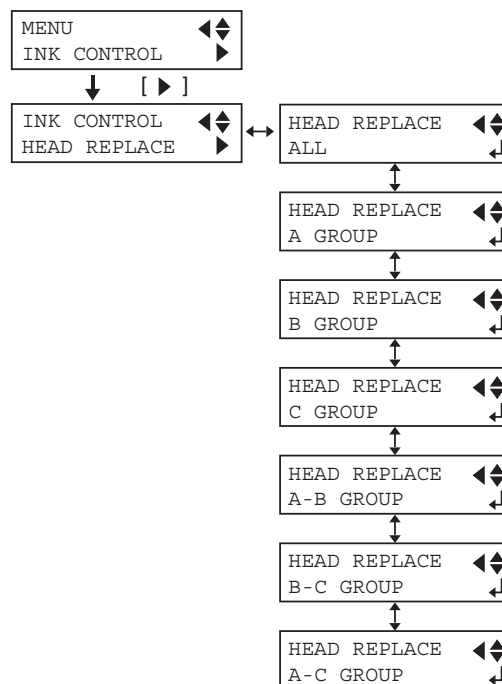 MENU
INK CONTROL
[ ▶ ]
INK CONTROL
HEAD REPLACE
HEAD REPLACE
ALL
HEAD REPLACE
A GROUP
HEAD REPLACE
B GROUP
HEAD REPLACE
C GROUP
HEAD REPLACE
A-B GROUP
HEAD REPLACE
B-C GROUP
HEAD REPLACE
A-C GROUP